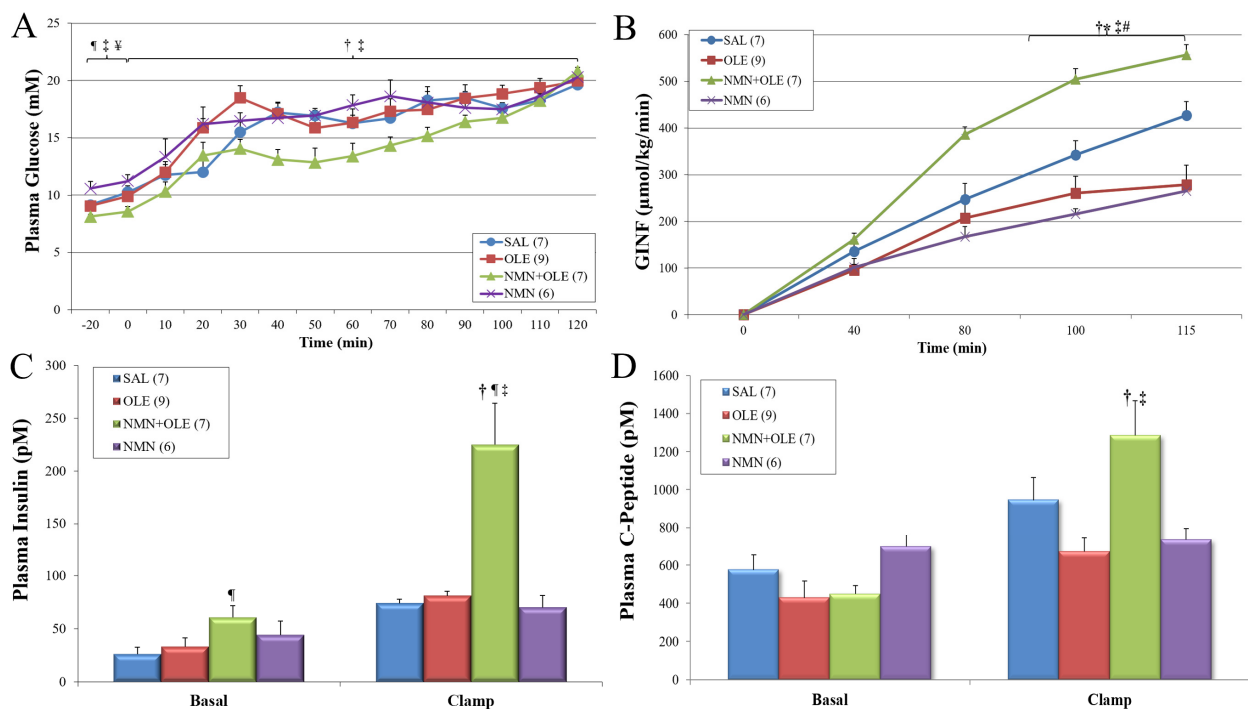 A
Plasma Glucose (mM)
25
20
15
10
5
0
¶ ‡ ¥
† ‡
SAL (7)
OLE (9)
NMN+OLE (7)
NMN (6)
-20 0 10 20 30 40 50 60 70 80 90 100 110 120
Time (min)
B
GINF (µmol/kg/min)
600
500
400
300
200
100
0
†*‡#
SAL (7)
OLE (9)
NMN+OLE (7)
NMN (6)
0 40 80 100 115
Time (min)
C
Plasma Insulin (pM)
300
250
200
150
100
50
0
SAL (7)
OLE (9)
NMN+OLE (7)
NMN (6)
¶
† ¶ ‡
Basal Clamp
D
Plasma C-Peptide (pM)
1600
1400
1200
1000
800
600
400
200
0
SAL (7)
OLE (9)
NMN+OLE (7)
NMN (6)
† ‡
Basal Clamp